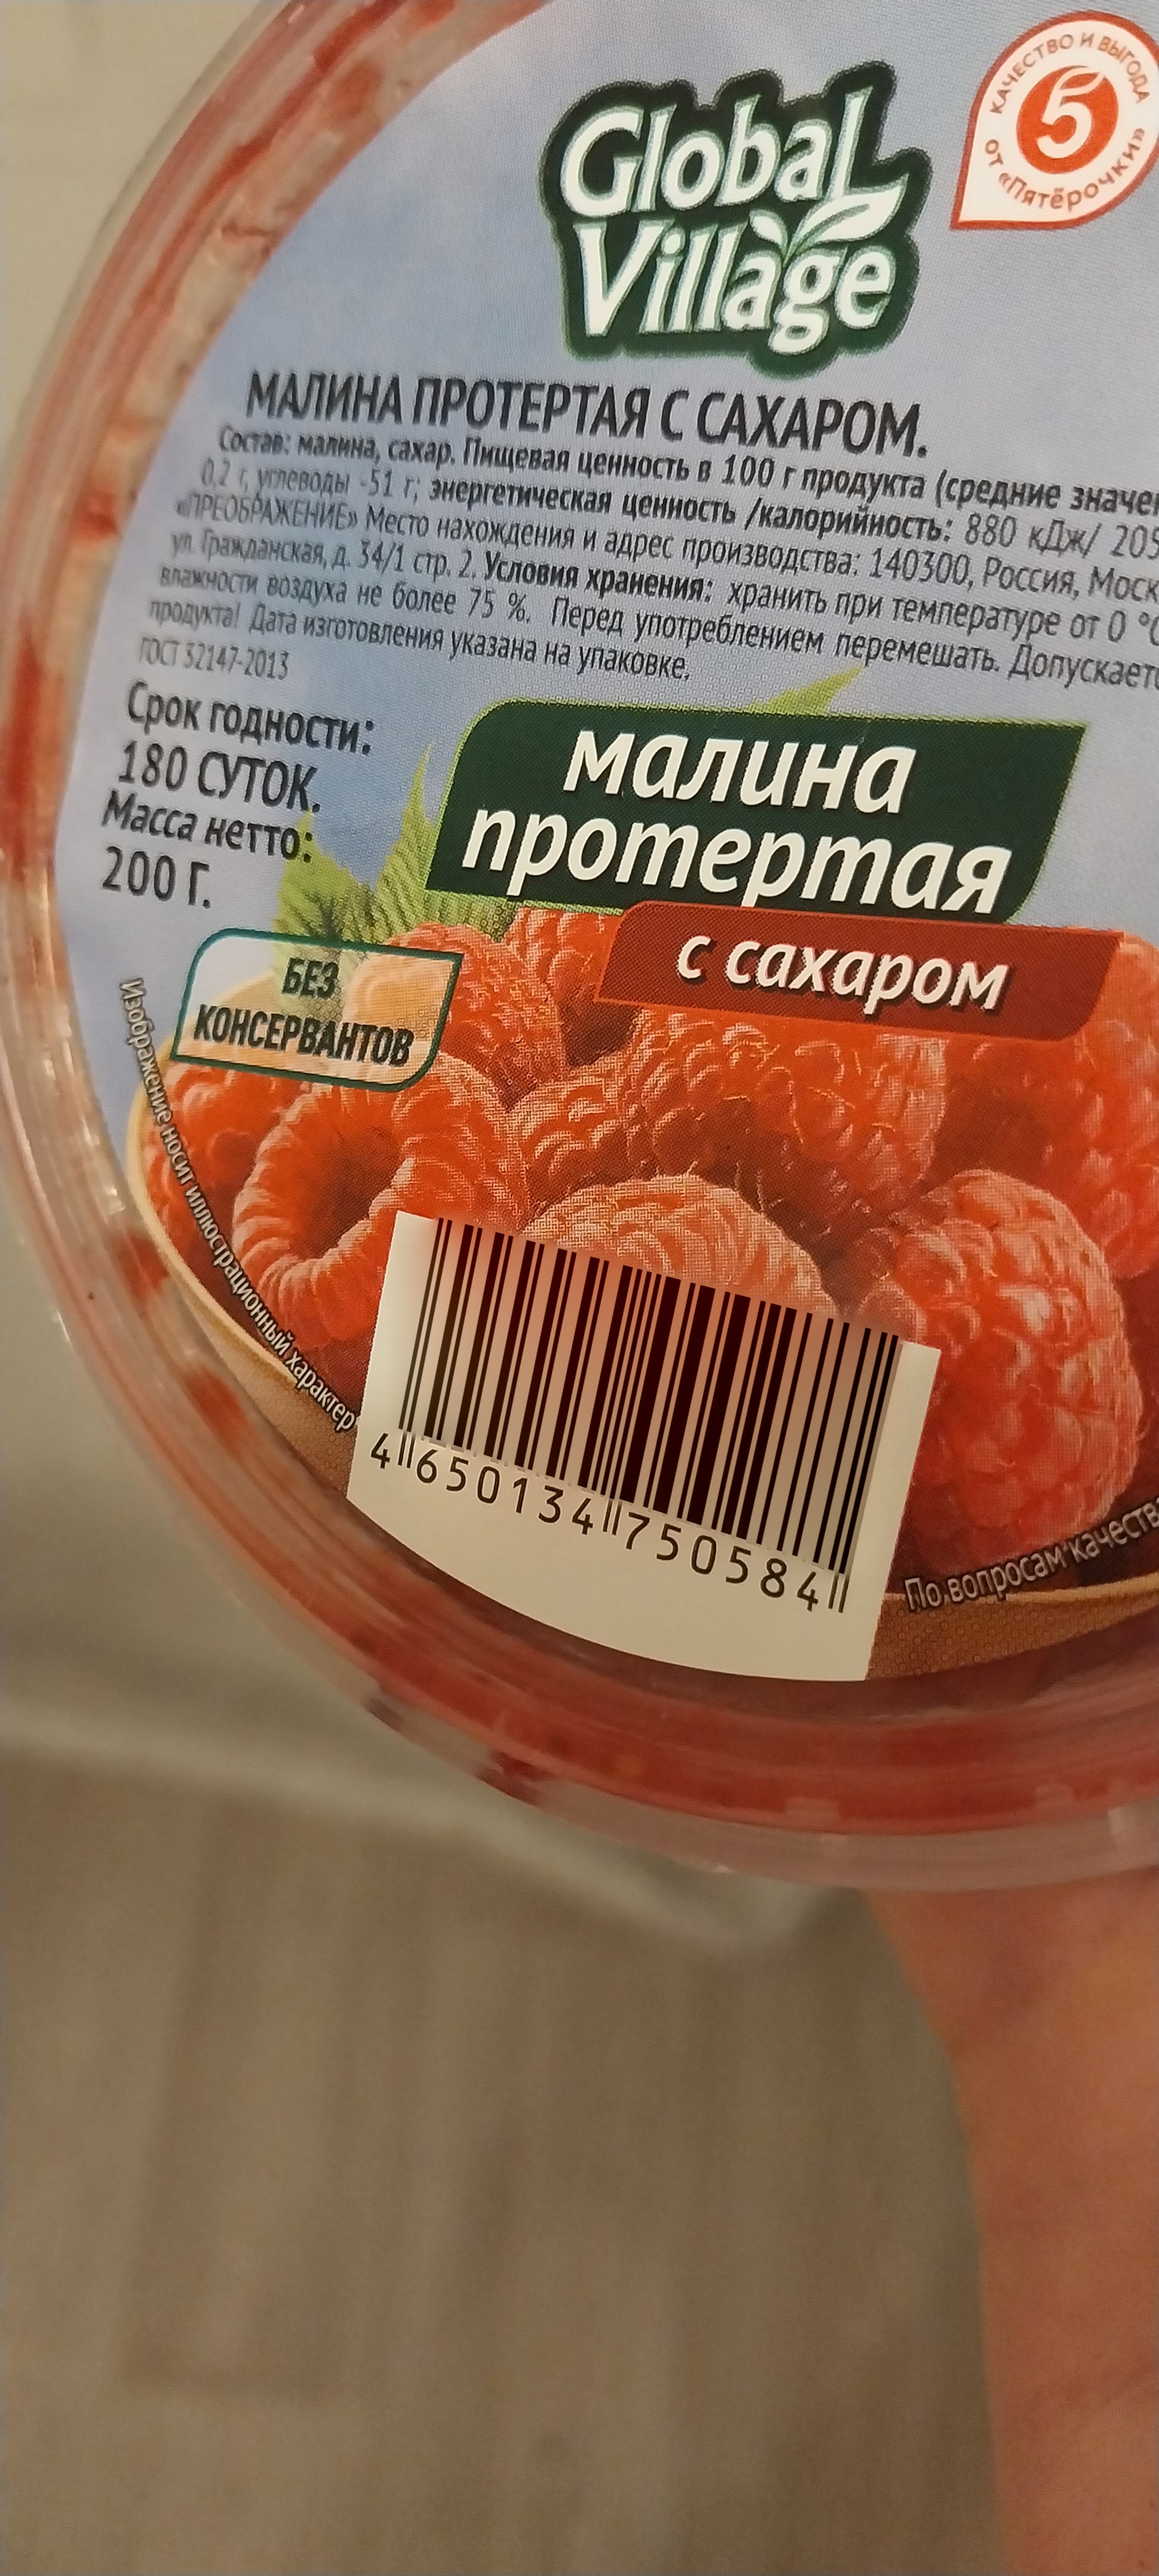 Global
Village
КАЧЕСТВО И ВЫГОДА
5
от «Пятёрочки»
МАЛИНА ПРОТЕРТАЯ С САХАРОМ.
Состав: малина, сахар. Пищевая ценность в 100 г продукта (средние
0,2 г, углеводы -51 г; энергетическая ценность /калорийность: 880 кДж/ 205
«ПРЕОБРАЖЕНИЕ» Место нахождения и адрес производства: 140300, Россия,
ул. Гражданская, д. 34/1 стр. 2. Условия хранения: хранить при температуре от 0 °C
влажности воздуха не более 75 %. Перед употреблением перемешать.
продукта! Дата изготовления указана на упаковке.
ГОСТ 32147-2013
Срок годности:
180 СУТОК.
Масса нетто:
200 Г.
малина
протертая
с сахаром
БЕЗ
КОНСЕРВАНТОВ
Изображение носит иллюстрационный характер
4 650134 750584
По вопросам качества